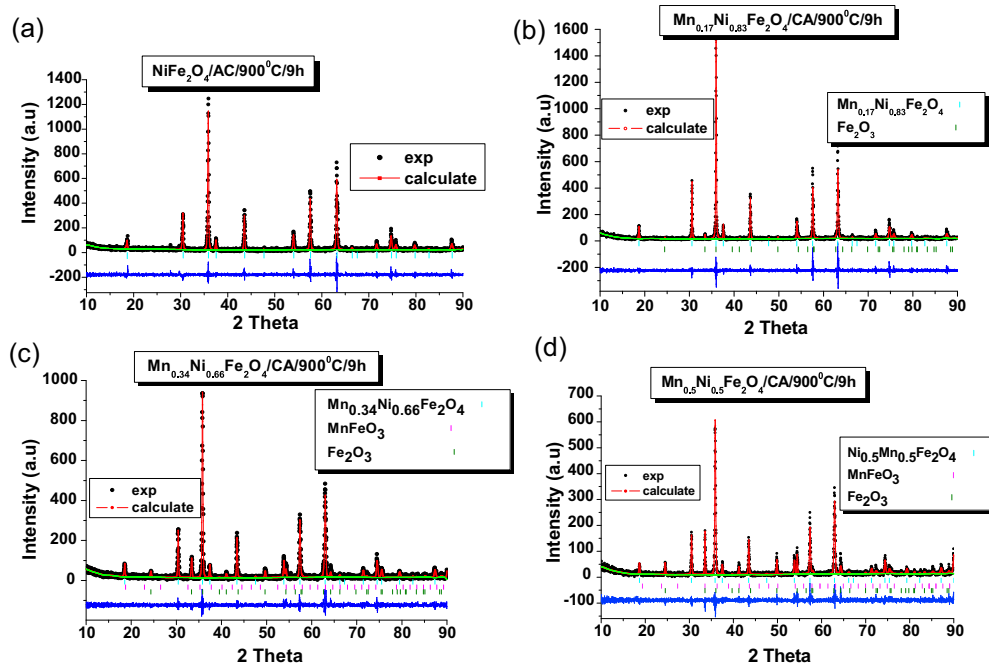 (a)
NiFe₂O₄/AC/900⁰C/9h
1400
1200
1000
800
600
400
200
0
-200
Intensity (a.u)
exp
calculate
10 20 30 40 50 60 70 80 90
2 Theta
(b)
Mn₀.₁₇Ni₀.₈₃Fe₂O₄/CA/900⁰C/9h
1600
1400
1200
1000
800
600
400
200
0
-200
Intensity (a.u)
exp
calculate
Mn₀.₁₇Ni₀.₈₃Fe₂O₄
Fe₂O₃
10 20 30 40 50 60 70 80 90
2 Theta
(c)
Mn₀.₃₄Ni₀.₆₆Fe₂O₄/CA/900⁰C/9h
1000
800
600
400
200
0
Intensity (a.u)
Mn₀.₃₄Ni₀.₆₆Fe₂O₄
MnFeO₃
Fe₂O₃
exp
calculate
10 20 30 40 50 60 70 80 90
2 Theta
(d)
Mn₀.₅Ni₀.₅Fe₂O₄/CA/900⁰C/9h
700
600
500
400
300
200
100
0
-100
Intensity (a.u)
exp
calculate
Ni₀.₅Mn₀.₅Fe₂O₄
MnFeO₃
Fe₂O₃
10 20 30 40 50 60 70 80 90
2 Theta